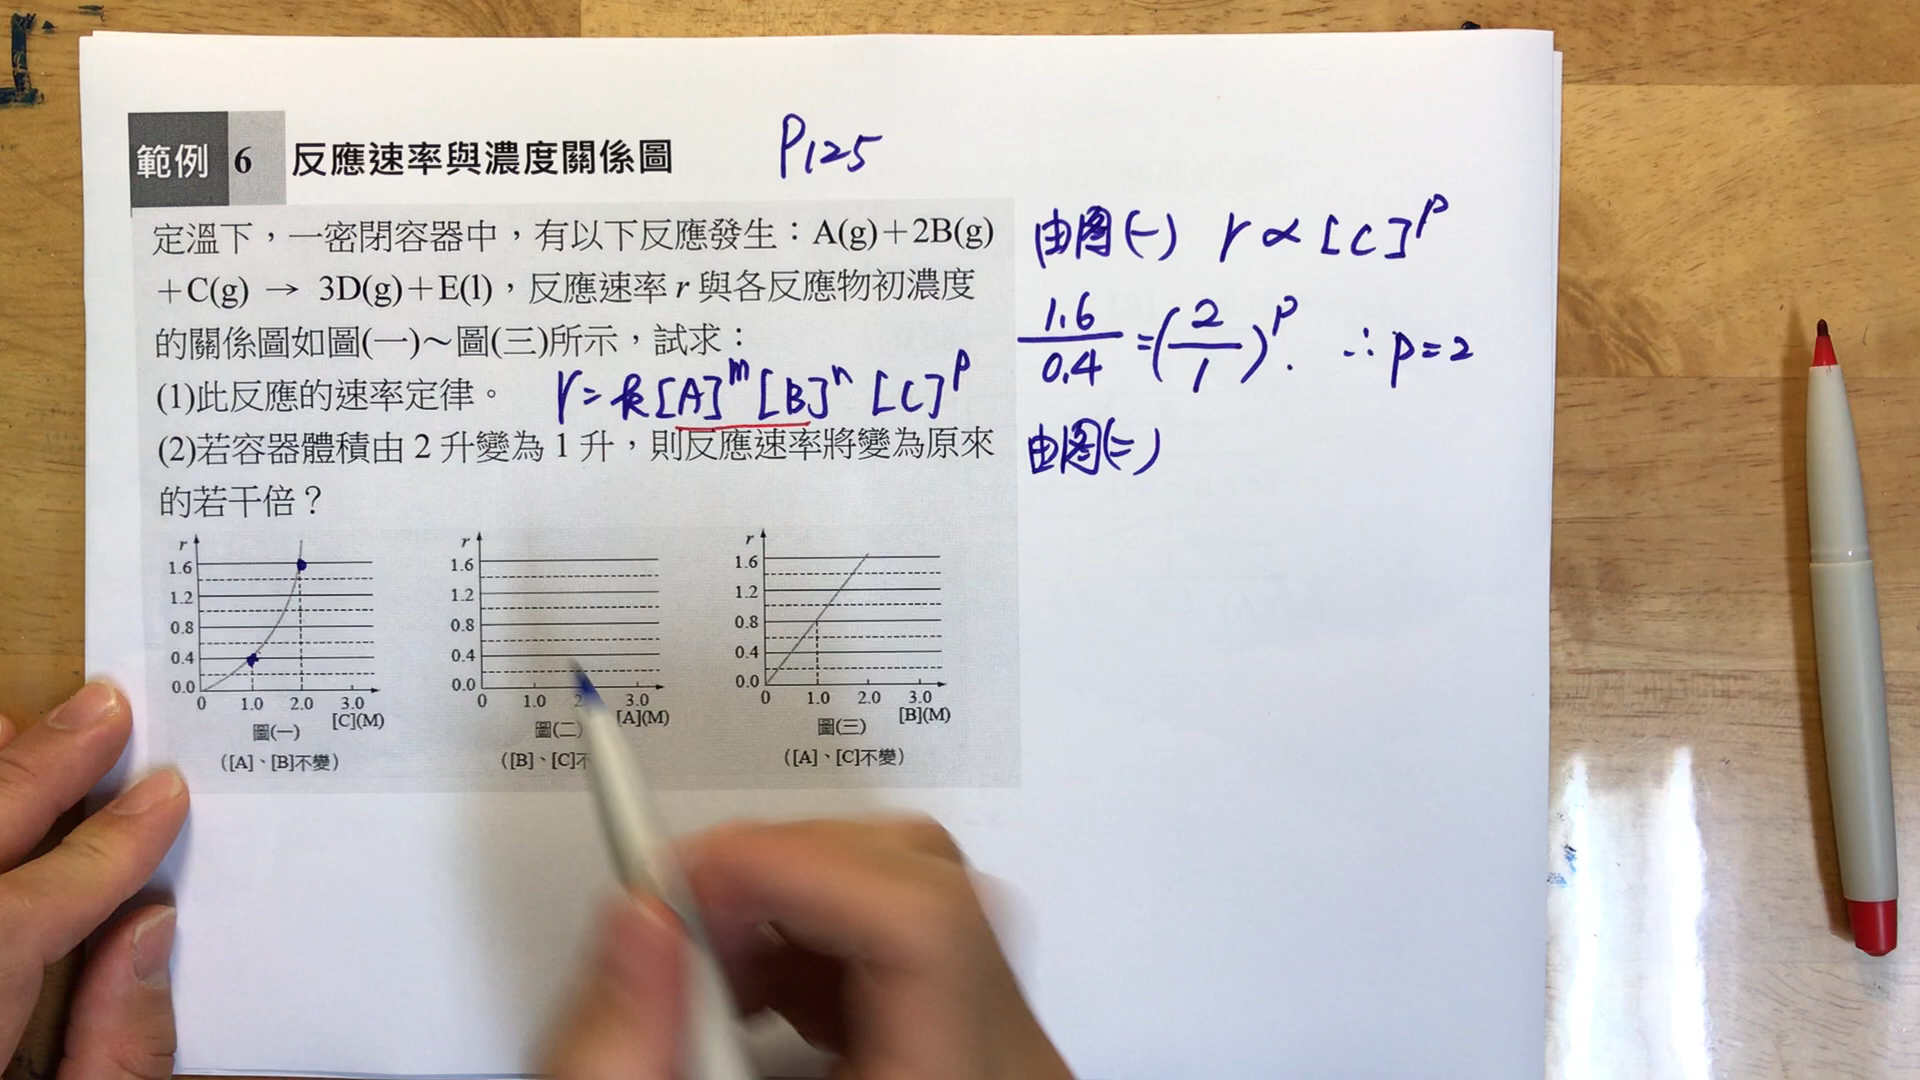 範例 6 反應速率與濃度關係圖
P125
定溫下，一密閉容器中，有以下反應發生：A(g)＋2B(g)
＋C(g) → 3D(g)＋E(l)，反應速率 r 與各反應物初濃度
的關係圖如圖(一)～圖(三)所示，試求：
(1)此反應的速率定律。
r=k[A]^m [B]^n [C]^p
(2)若容器體積由 2 升變為 1 升，則反應速率將變為原來
的若干倍？
r
1.6
1.2
0.8
0.4
0.0
0 1.0 2.0 3.0
[C](M)
圖(一)
([A]、[B]不變)
r
1.6
1.2
0.8
0.4
0.0
0 1.0 2 3.0
[A](M)
圖(二)
([B]、[C]不
r
1.6
1.2
0.8
0.4
0.0
0 1.0 2.0 3.0
[B](M)
圖(三)
([A]、[C]不變)
由图(一) r ∝ [C]^p
1.6/0.4 =(2/1)^p. ∴ p=2
由图(二)